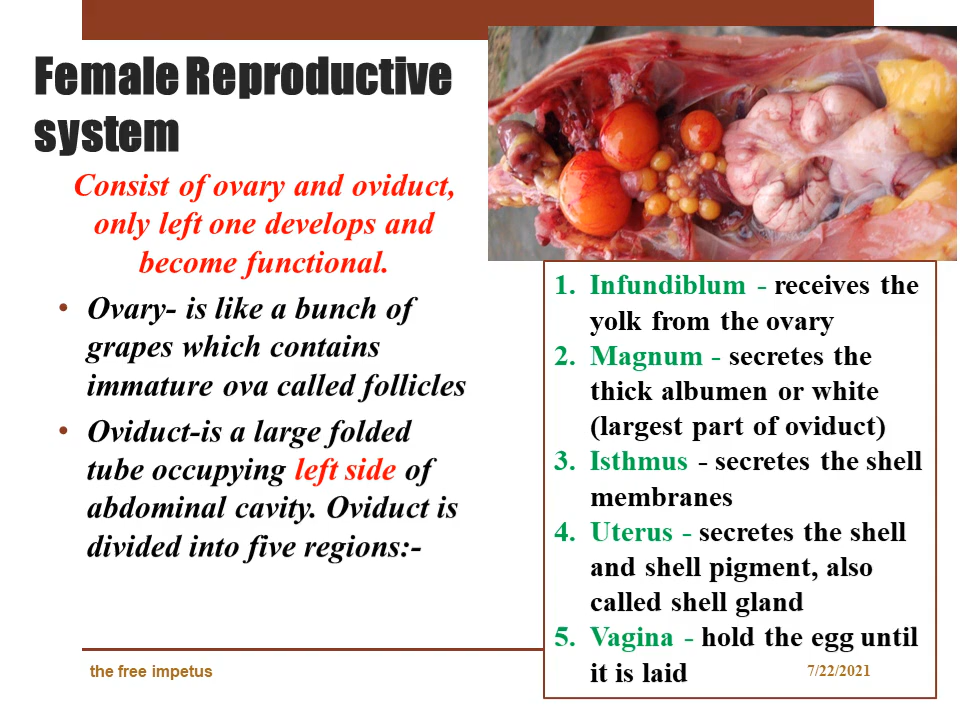 Female Reproductive
system
Consist of ovary and oviduct,
only left one develops and
become functional.
• Ovary- is like a bunch of
grapes which contains
immature ova called follicles
• Oviduct-is a large folded
tube occupying left side of
abdominal cavity. Oviduct is
divided into five regions:-
1. Infundiblum - receives the
yolk from the ovary
2. Magnum - secretes the
thick albumen or white
(largest part of oviduct)
3. Isthmus - secretes the shell
membranes
4. Uterus - secretes the shell
and shell pigment, also
called shell gland
5. Vagina - hold the egg until
it is laid
the free impetus
7/22/2021